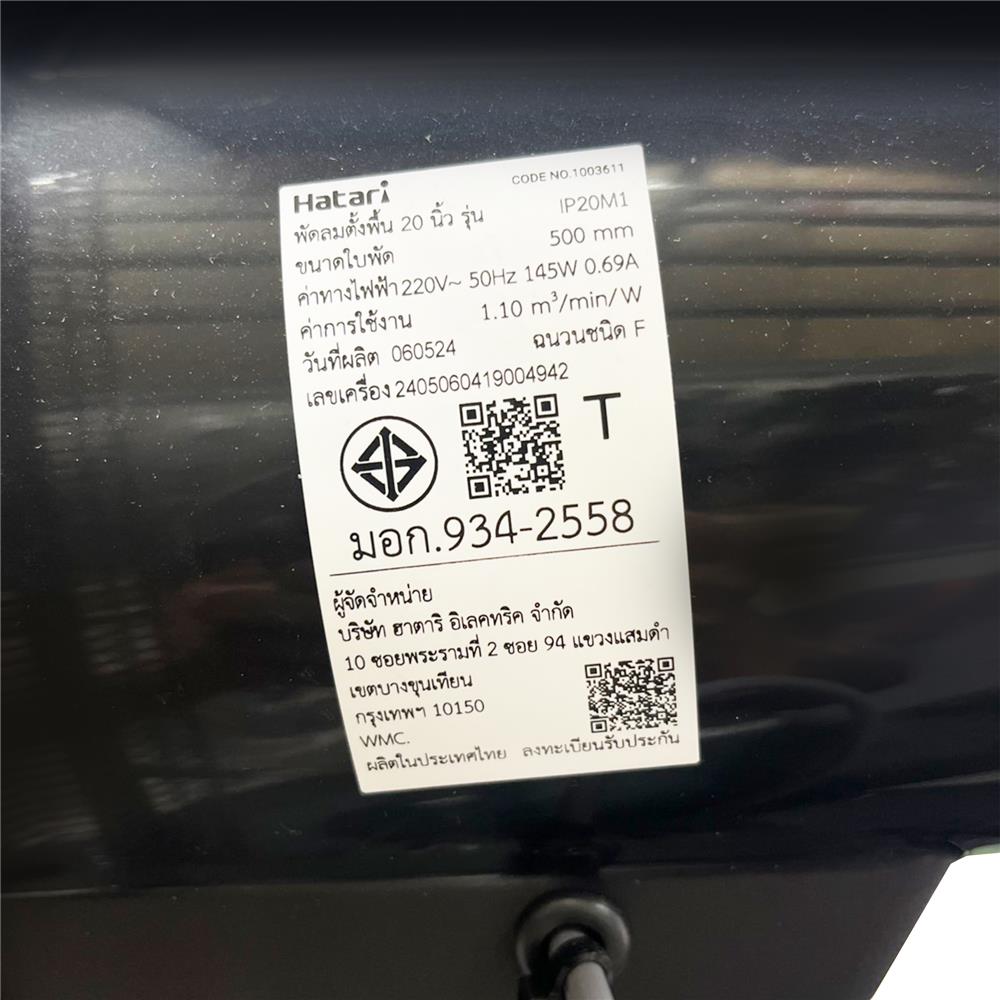 Hatari CODE NO.1003611
พัดลมตั้งพื้น 20 นิ้ว รุ่น IP20M1
ขนาดใบพัด 500 mm
ค่าทางไฟฟ้า 220V~ 50Hz 145W 0.69A
ค่าการใช้งาน 1.10 m³/min/W
วันที่ผลิต 060524 ฉนวนชนิด F
เลขเครื่อง 2405060419004942
T
มอก.934-2558
ผู้จัดจำหน่าย
บริษัท ฮาตาริ อิเลคทริค จำกัด
10 ซอยพระรามที่ 2 ซอย 94 แขวงแสมดำ
เขตบางขุนเทียน
กรุงเทพฯ 10150
WMC.
ผลิตในประเทศไทย ลงทะเบียนรับประกัน